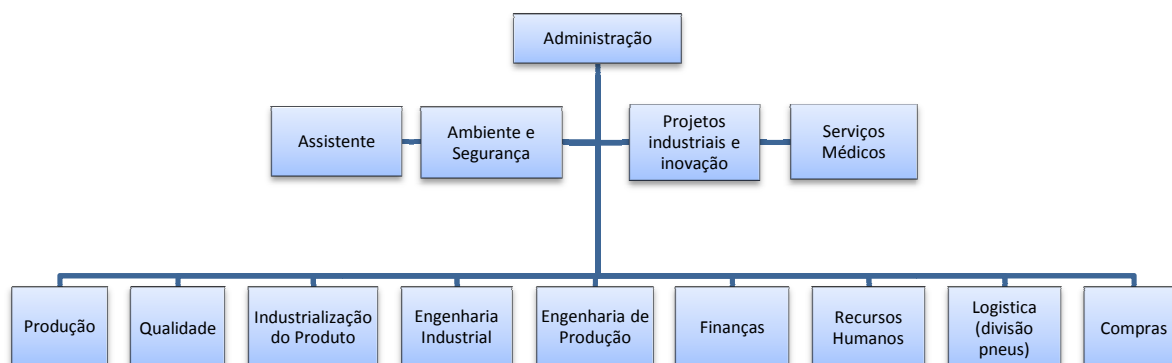 Administração
Assistente
Ambiente e
Segurança
Projetos
industriais e
inovação
Serviços
Médicos
Produção
Qualidade
Industrialização
do Produto
Engenharia
Industrial
Engenharia de
Produção
Finanças
Recursos
Humanos
Logistica
(divisão
pneus)
Compras